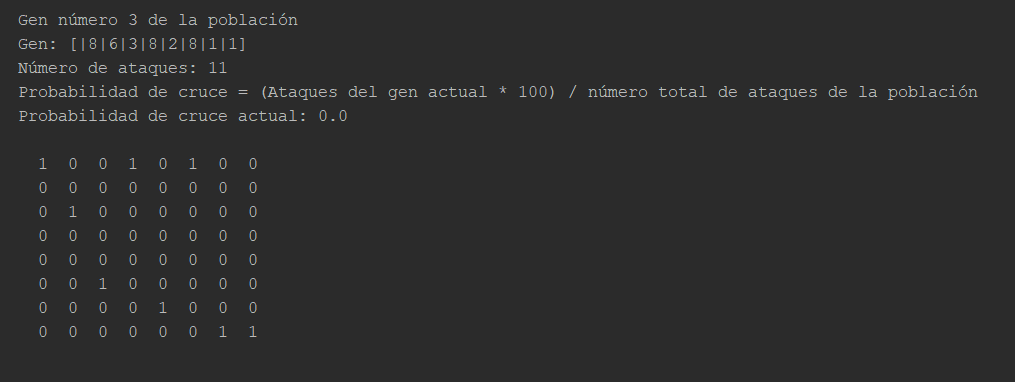 Gen número 3 de la población
Gen: [|8|6|3|8|2|8|1|1]
Número de ataques: 11
Probabilidad de cruce = (Ataques del gen actual * 100) / número total de ataques de la población
Probabilidad de cruce actual: 0.0
1 0 0 1 0 1 0 0
0 0 0 0 0 0 0 0
0 1 0 0 0 0 0 0
0 0 0 0 0 0 0 0
0 0 0 0 0 0 0 0
0 0 1 0 0 0 0 0
0 0 0 0 1 0 0 0
0 0 0 0 0 0 1 1